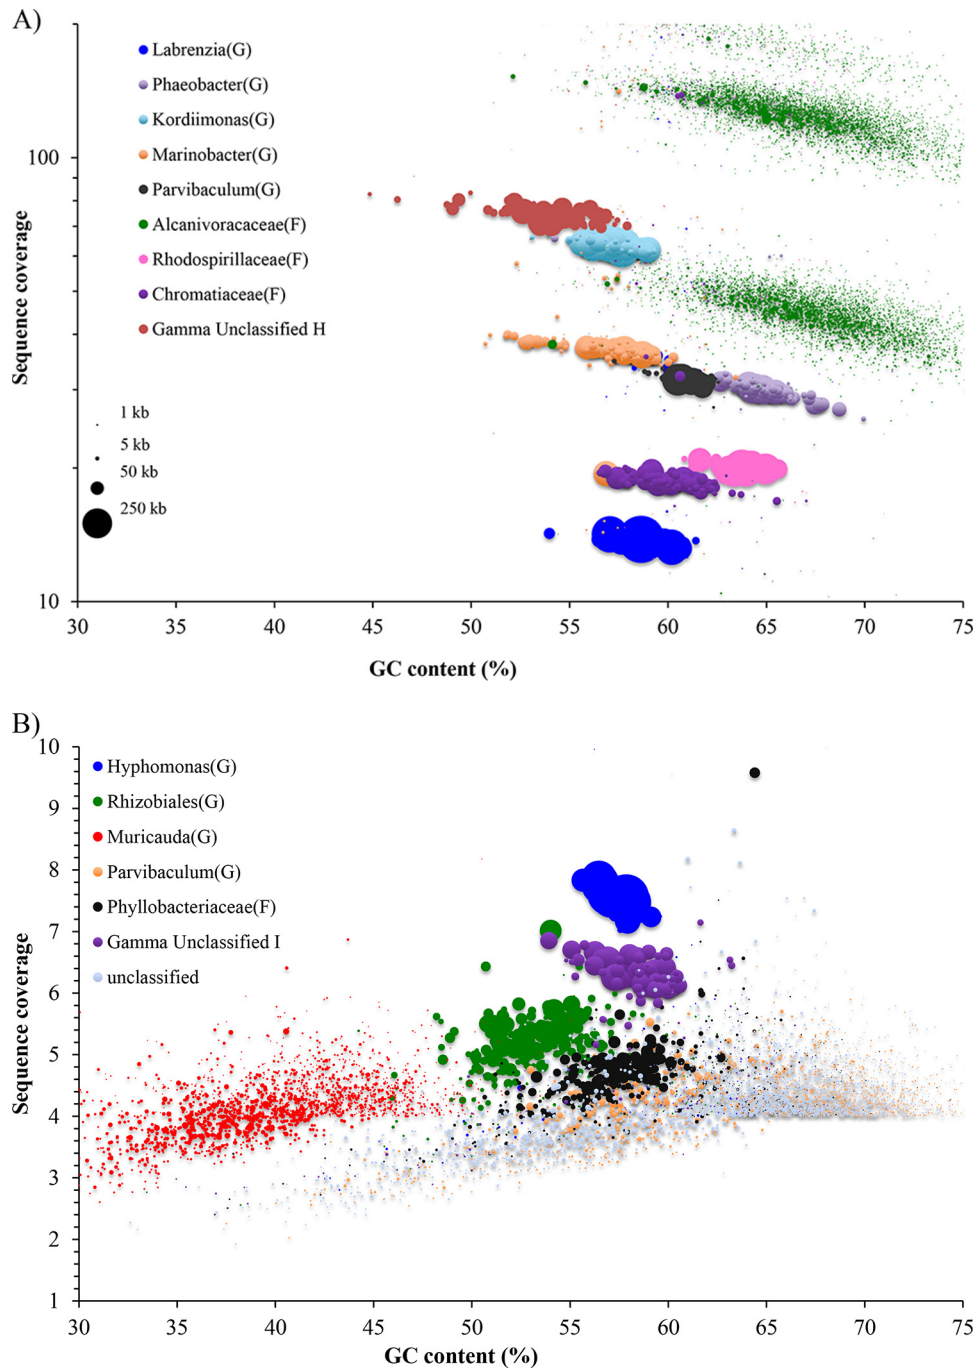 A)
Labrenzia(G)
Phaeobacter(G)
Kordiimonas(G)
Marinobacter(G)
Parvibaculum(G)
Alcanivoracaceae(F)
Rhodospirillaceae(F)
Chromatiaceae(F)
Gamma Unclassified H
1 kb
5 kb
50 kb
250 kb
Sequence coverage
100
10
30 35 40 45 50 55 60 65 70 75
GC content (%)
B)
Hyphomonas(G)
Rhizobiales(G)
Muricauda(G)
Parvibaculum(G)
Phyllobacteriaceae(F)
Gamma Unclassified I
unclassified
Sequence coverage
10
9
8
7
6
5
4
3
2
1
30 35 40 45 50 55 60 65 70 75
GC content (%)